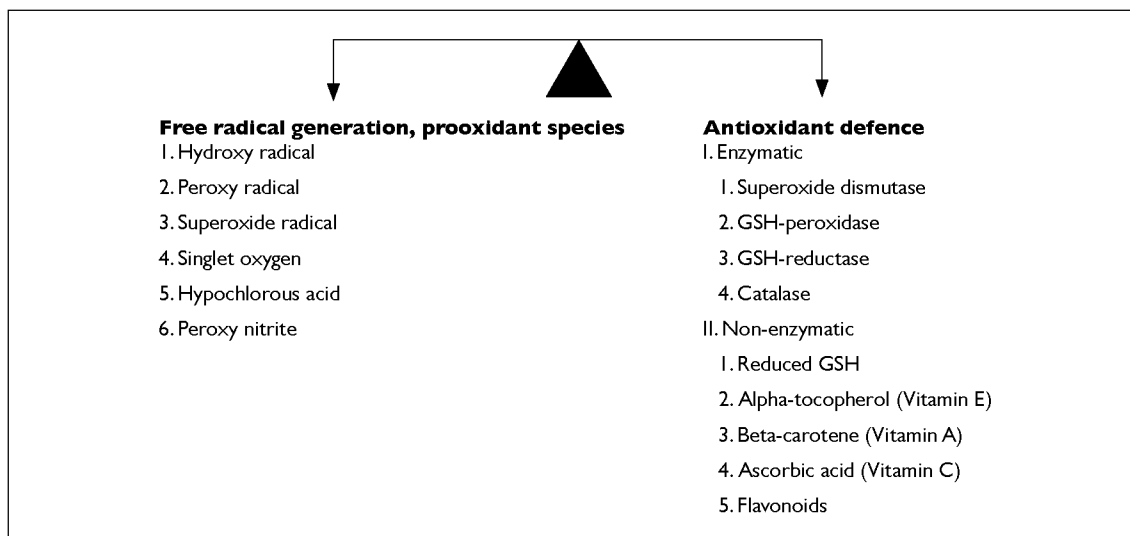 Free radical generation, prooxidant species
1. Hydroxy radical
2. Peroxy radical
3. Superoxide radical
4. Singlet oxygen
5. Hypochlorous acid
6. Peroxy nitrite
Antioxidant defence
I. Enzymatic
1. Superoxide dismutase
2. GSH-peroxidase
3. GSH-reductase
4. Catalase
II. Non-enzymatic
1. Reduced GSH
2. Alpha-tocopherol (Vitamin E)
3. Beta-carotene (Vitamin A)
4. Ascorbic acid (Vitamin C)
5. Flavonoids